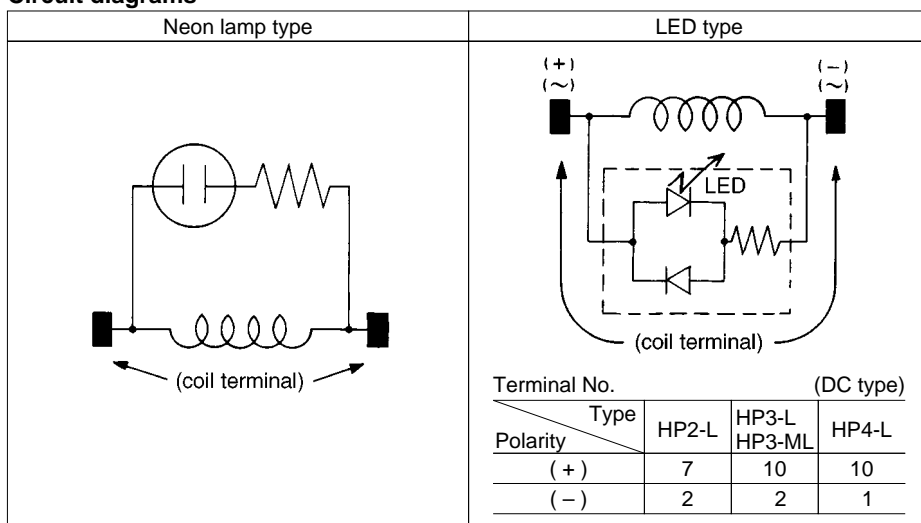 Circuit diagrams
Neon lamp type
(coil terminal)
LED type
(+)
(~)
(−)
(~)
LED
(coil terminal)
Terminal No. (DC type)
Type
Polarity
HP2-L
HP3-L
HP3-ML
HP4-L
(+) 7 10 10
(−) 2 2 1